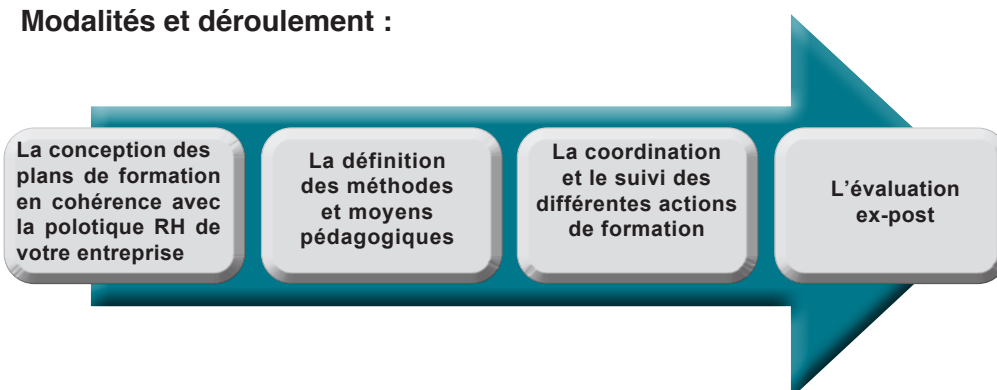 Modalités et déroulement :
La conception des
plans de formation
en cohérence avec
la polotique RH de
votre entreprise
La définition
des méthodes
et moyens
pédagogiques
La coordination
et le suivi des
différentes actions
de formation
L’évaluation
ex-post